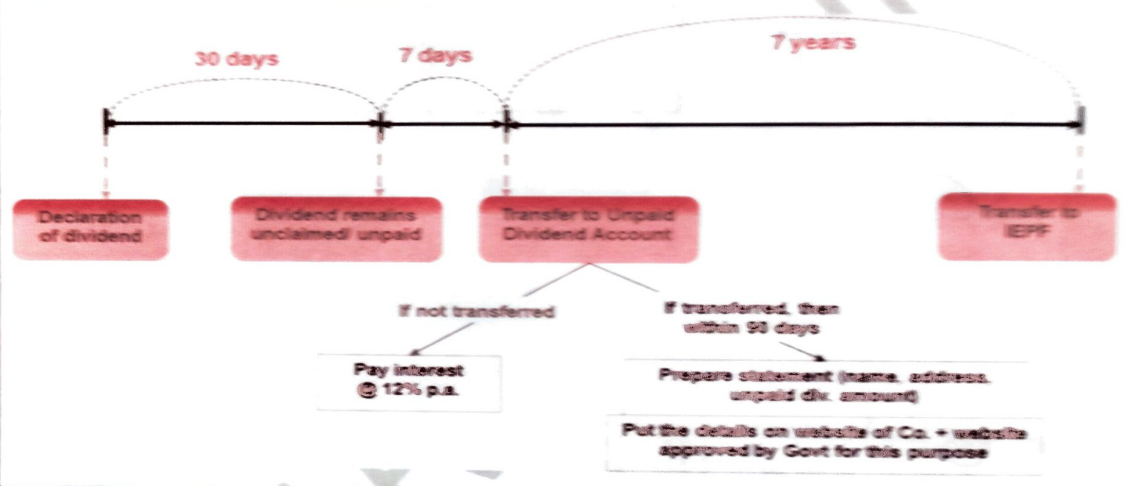 30 days
7 days
7 years
Declaration
of dividend
Dividend remains
unclaimed/ unpaid
Transfer to Unpaid
Dividend Account
Transfer to
IEPF
If not transferred
If transferred, then
within 90 days
Pay interest
@ 12% p.a.
Prepare statement (name, address,
unpaid div. amount)
Put the details on website of Co. + website
approved by Govt for this purpose